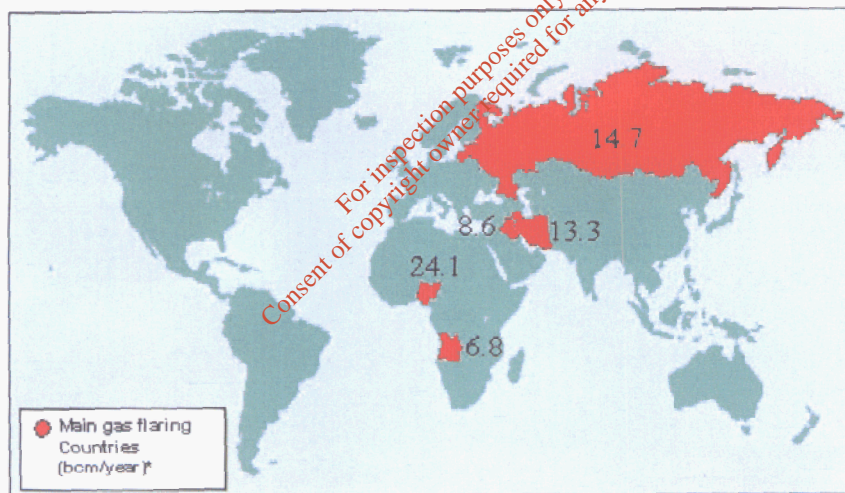 For inspection purposes only
Consent of copyright owner required for any
14.7
8.6
13.3
24.1
6.8
Main gas flaring
Countries
(bcm/year)*